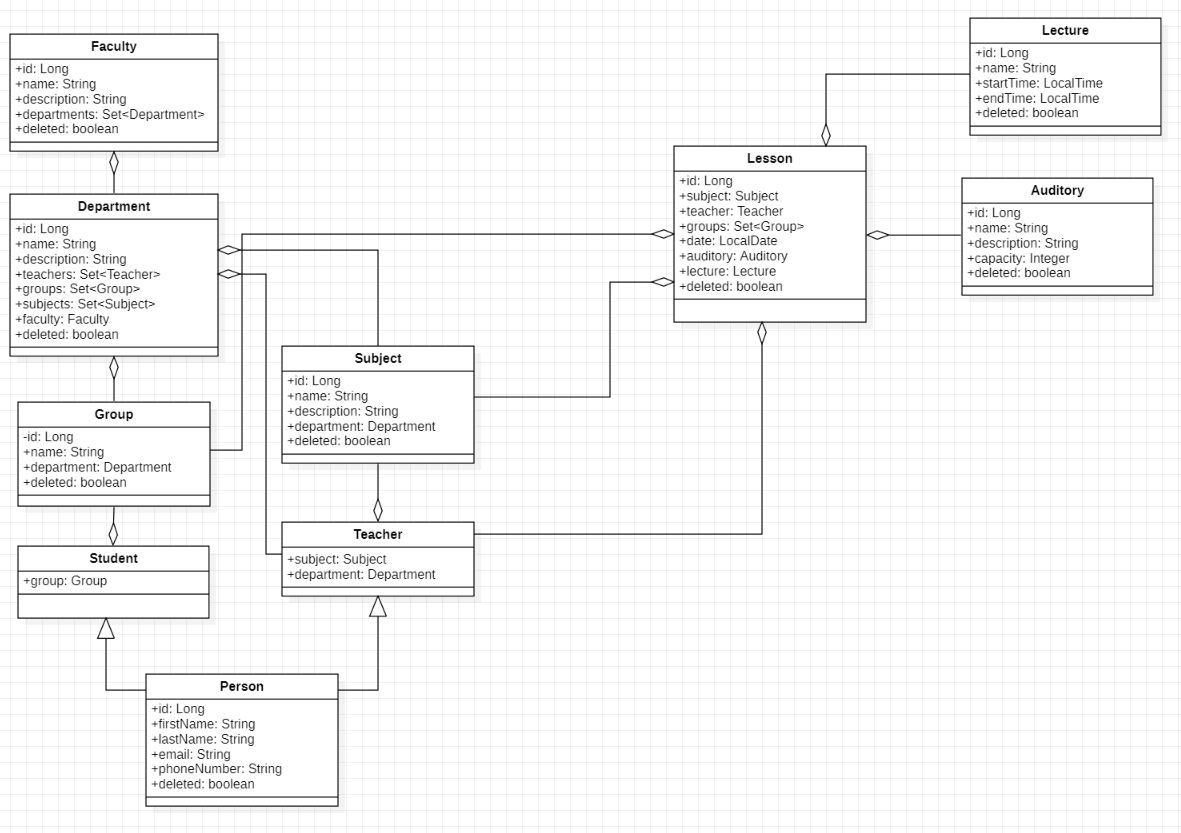 Faculty
+id: Long
+name: String
+description: String
+departments: Set<Department>
+deleted: boolean
Department
+id: Long
+name: String
+description: String
+teachers: Set<Teacher>
+groups: Set<Group>
+subjects: Set<Subject>
+faculty: Faculty
+deleted: boolean
Group
-id: Long
+name: String
+department: Department
+deleted: boolean
Student
+group: Group
Person
+id: Long
+firstName: String
+lastName: String
+email: String
+phoneNumber: String
+deleted: boolean
Subject
+id: Long
+name: String
+description: String
+department: Department
+deleted: boolean
Teacher
+subject: Subject
+department: Department
Lesson
+id: Long
+subject: Subject
+teacher: Teacher
+groups: Set<Group>
+date: LocalDate
+auditory: Auditory
+lecture: Lecture
+deleted: boolean
Lecture
+id: Long
+name: String
+startTime: LocalTime
+endTime: LocalTime
+deleted: boolean
Auditory
+id: Long
+name: String
+description: String
+capacity: Integer
+deleted: boolean